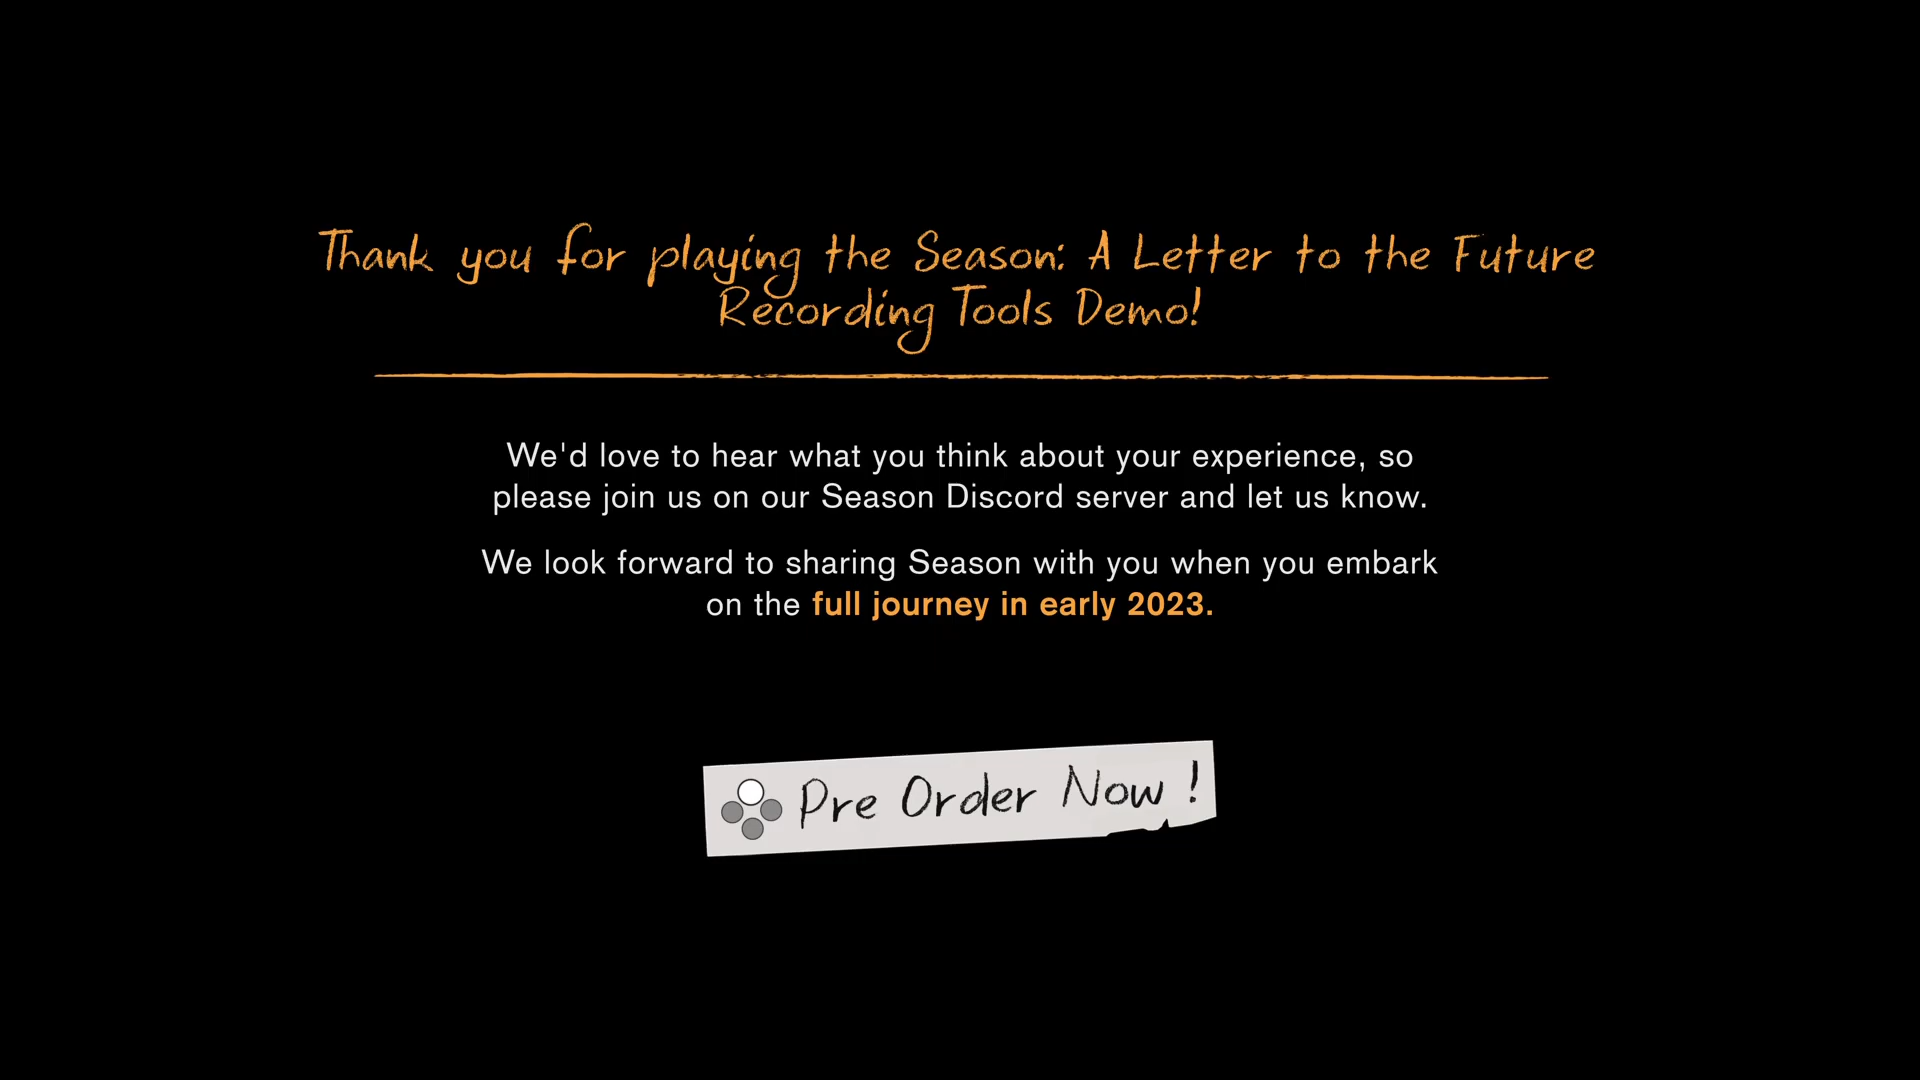 Thank you for playing the Season: A Letter to the Future
Recording Tools Demo!
We'd love to hear what you think about your experience, so
please join us on our Season Discord server and let us know.
We look forward to sharing Season with you when you embark
on the full journey in early 2023.
Pre Order Now !